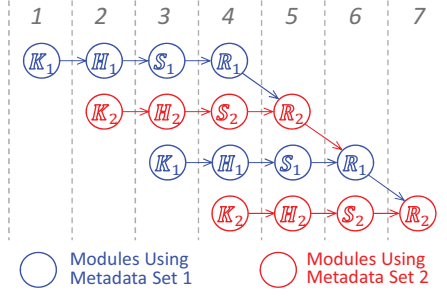 1 2 3 4 5 6 7
K₁ H₁ S₁ R₁
K₂ H₂ S₂ R₂
K₁ H₁ S₁ R₁
K₂ H₂ S₂ R₂
Modules Using
Metadata Set 1
Modules Using
Metadata Set 2